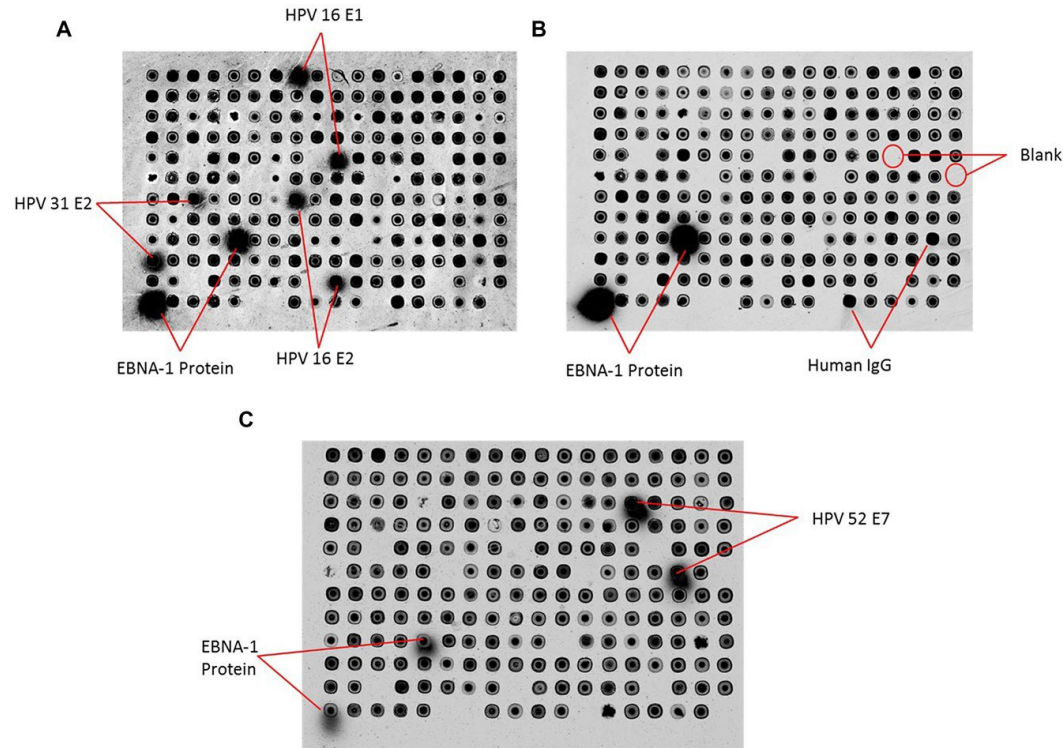 HPV 16 E1
A
B
Blank
HPV 31 E2
EBNA-1 Protein
HPV 16 E2
EBNA-1 Protein
Human IgG
C
HPV 52 E7
EBNA-1
Protein